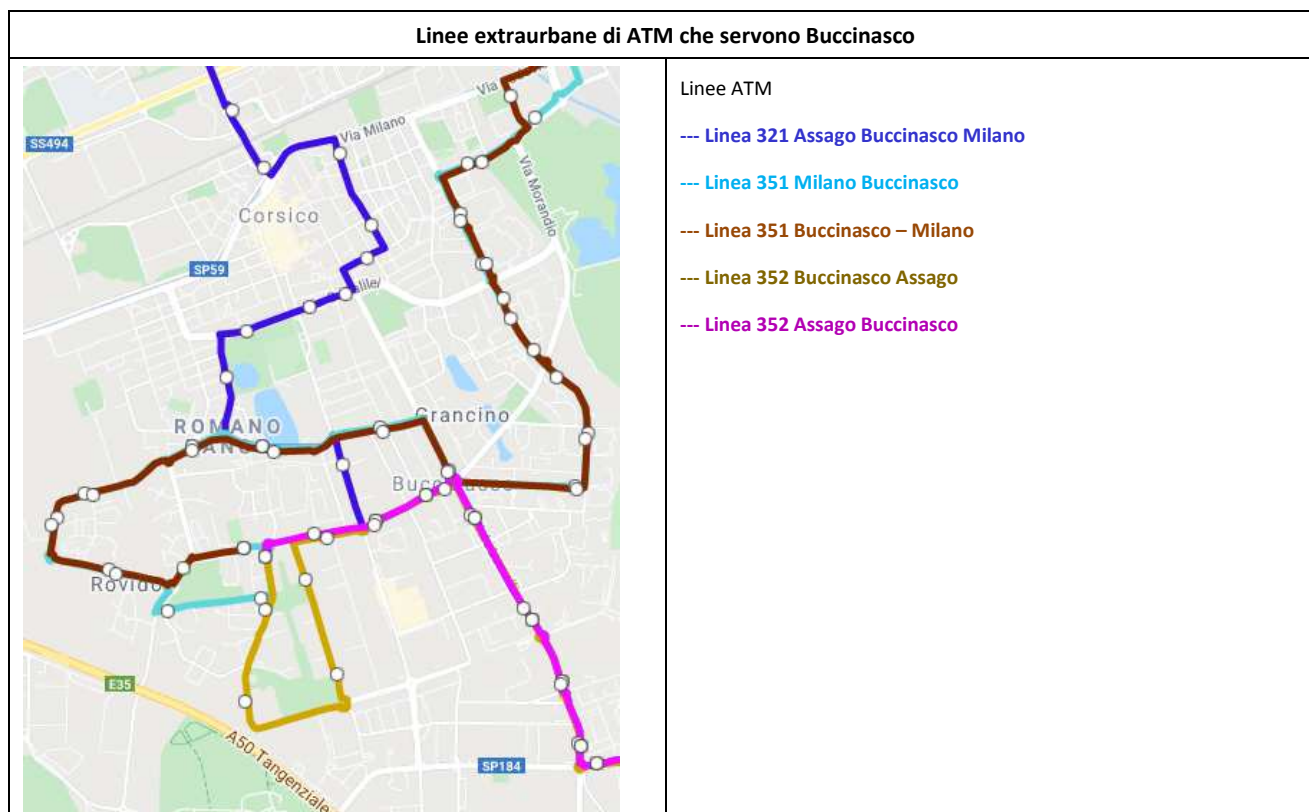 Linee extraurbane di ATM che servono Buccinasco
Linee ATM
--- Linea 321 Assago Buccinasco Milano
--- Linea 351 Milano Buccinasco
--- Linea 351 Buccinasco – Milano
--- Linea 352 Buccinasco Assago
--- Linea 352 Assago Buccinasco
Via
SS494
Via Milano
Via Morandio
Corsico
SP59
Grancino
ROMANO
Rovido
E35
A50 Tangenziale
SP184